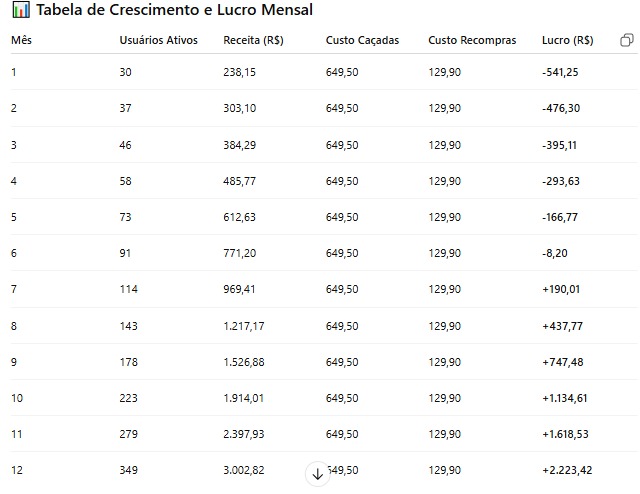 Tabela de Crescimento e Lucro Mensal
Mês Usuários Ativos Receita (R$) Custo Caçadas Custo Recompras Lucro (R$)
1 30 238,15 649,50 129,90 -541,25
2 37 303,10 649,50 129,90 -476,30
3 46 384,29 649,50 129,90 -395,11
4 58 485,77 649,50 129,90 -293,63
5 73 612,63 649,50 129,90 -166,77
6 91 771,20 649,50 129,90 -8,20
7 114 969,41 649,50 129,90 +190,01
8 143 1.217,17 649,50 129,90 +437,77
9 178 1.526,88 649,50 129,90 +747,48
10 223 1.914,01 649,50 129,90 +1.134,61
11 279 2.397,93 649,50 129,90 +1.618,53
12 349 3.002,82 649,50 129,90 +2.223,42